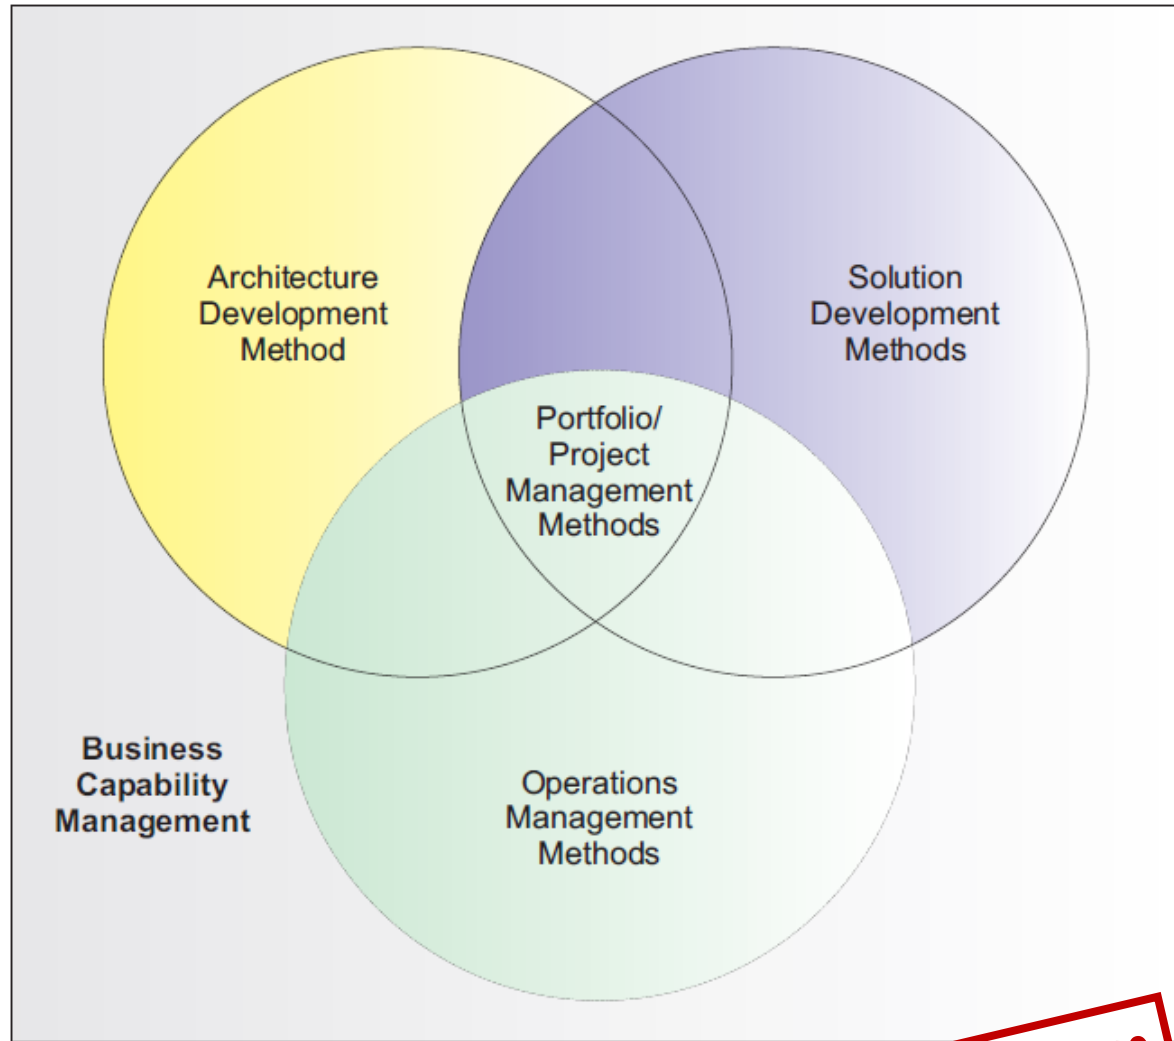 Architecture
Development
Method
Solution
Development
Methods
Portfolio/
Project
Management
Methods
Business
Capability
Management
Operations
Management
Methods